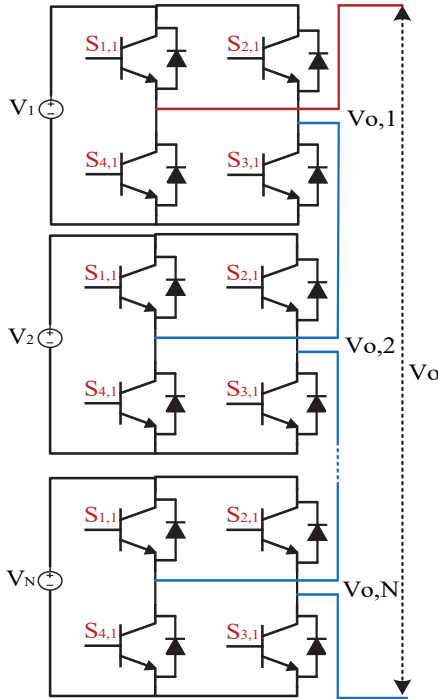 S1,1
S2,1
V1
Vo,1
S4,1
S3,1
S1,1
S2,1
V2
Vo,2
Vo
S4,1
S3,1
S1,1
S2,1
VN
Vo,N
S4,1
S3,1